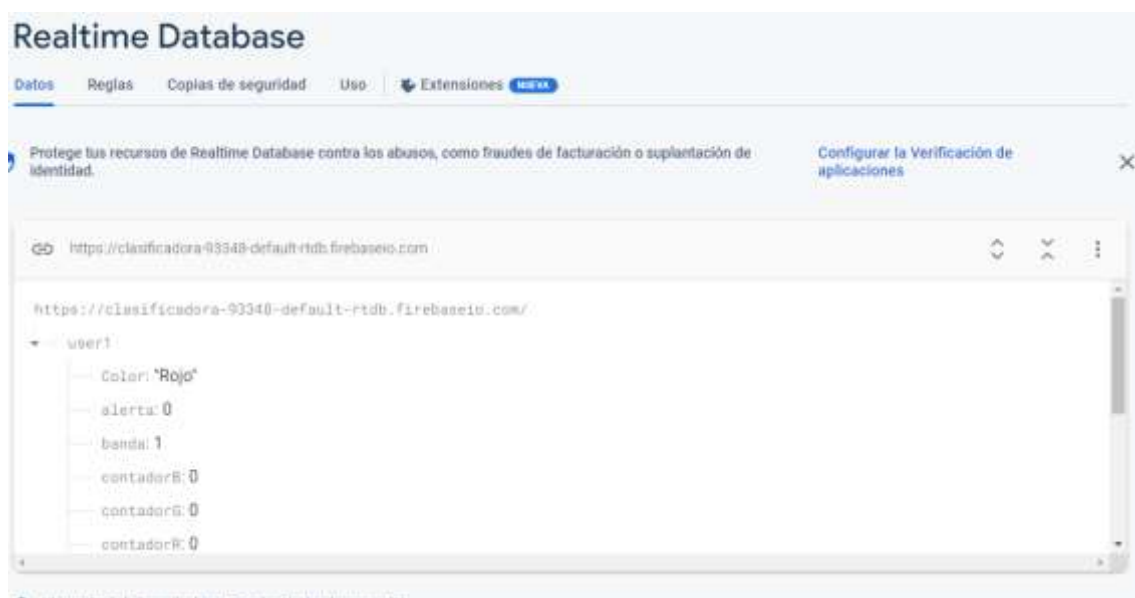 Realtime Database
Datos Reglas Copias de seguridad Uso Extensiones NUEVA
Protege tus recursos de Realtime Database contra los abusos, como fraudes de facturación o suplantación de
identidad.
Configurar la Verificación de
aplicaciones
https://clasificadora-93348-default-rtdb.firebaseio.com
https://clasificadora-93348-default-rtdb.firebaseio.com/
user1
Color: "Rojo"
alerta: 0
banda: 1
contadorB: 0
contadorG: 0
contadorR: 0